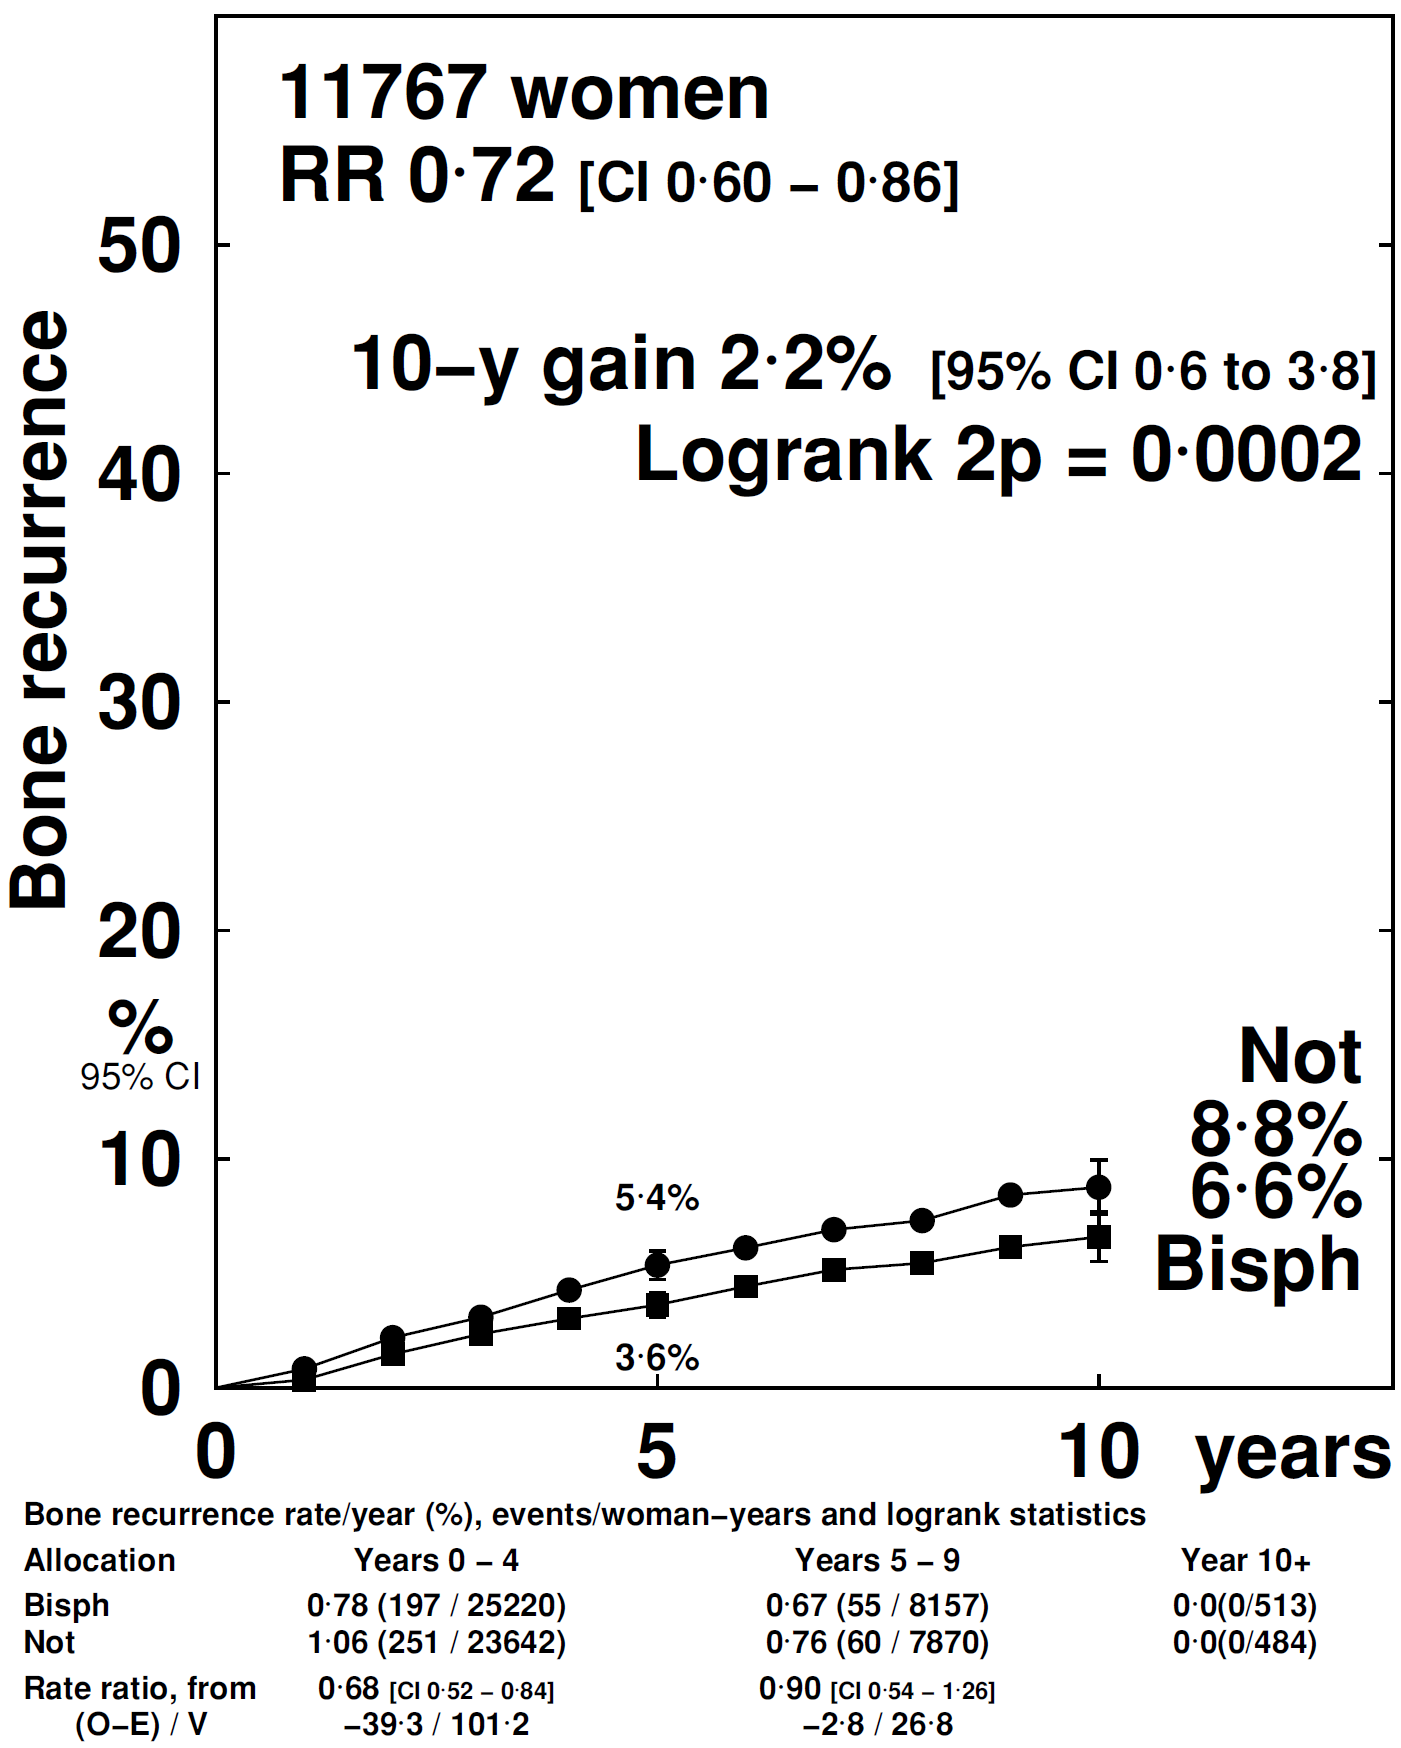 11767 women
RR 0·72 [CI 0·60 – 0·86]
50
10–y gain 2·2% [95% CI 0·6 to 3·8]
Logrank 2p = 0·0002
40
Bone recurrence
30
20
%
95% CI
Not
8·8%
10
6·6%
5·4%
Bisph
3·6%
0
0 5 10 years
Bone recurrence rate/year (%), events/woman–years and logrank statistics
Allocation Years 0 – 4 Years 5 – 9 Year 10+
Bisph 0·78 (197 / 25220) 0·67 (55 / 8157) 0·0(0/513)
Not 1·06 (251 / 23642) 0·76 (60 / 7870) 0·0(0/484)
Rate ratio, from 0·68 [CI 0·52 – 0·84] 0·90 [CI 0·54 – 1·26]
(O–E) / V –39·3 / 101·2 –2·8 / 26·8